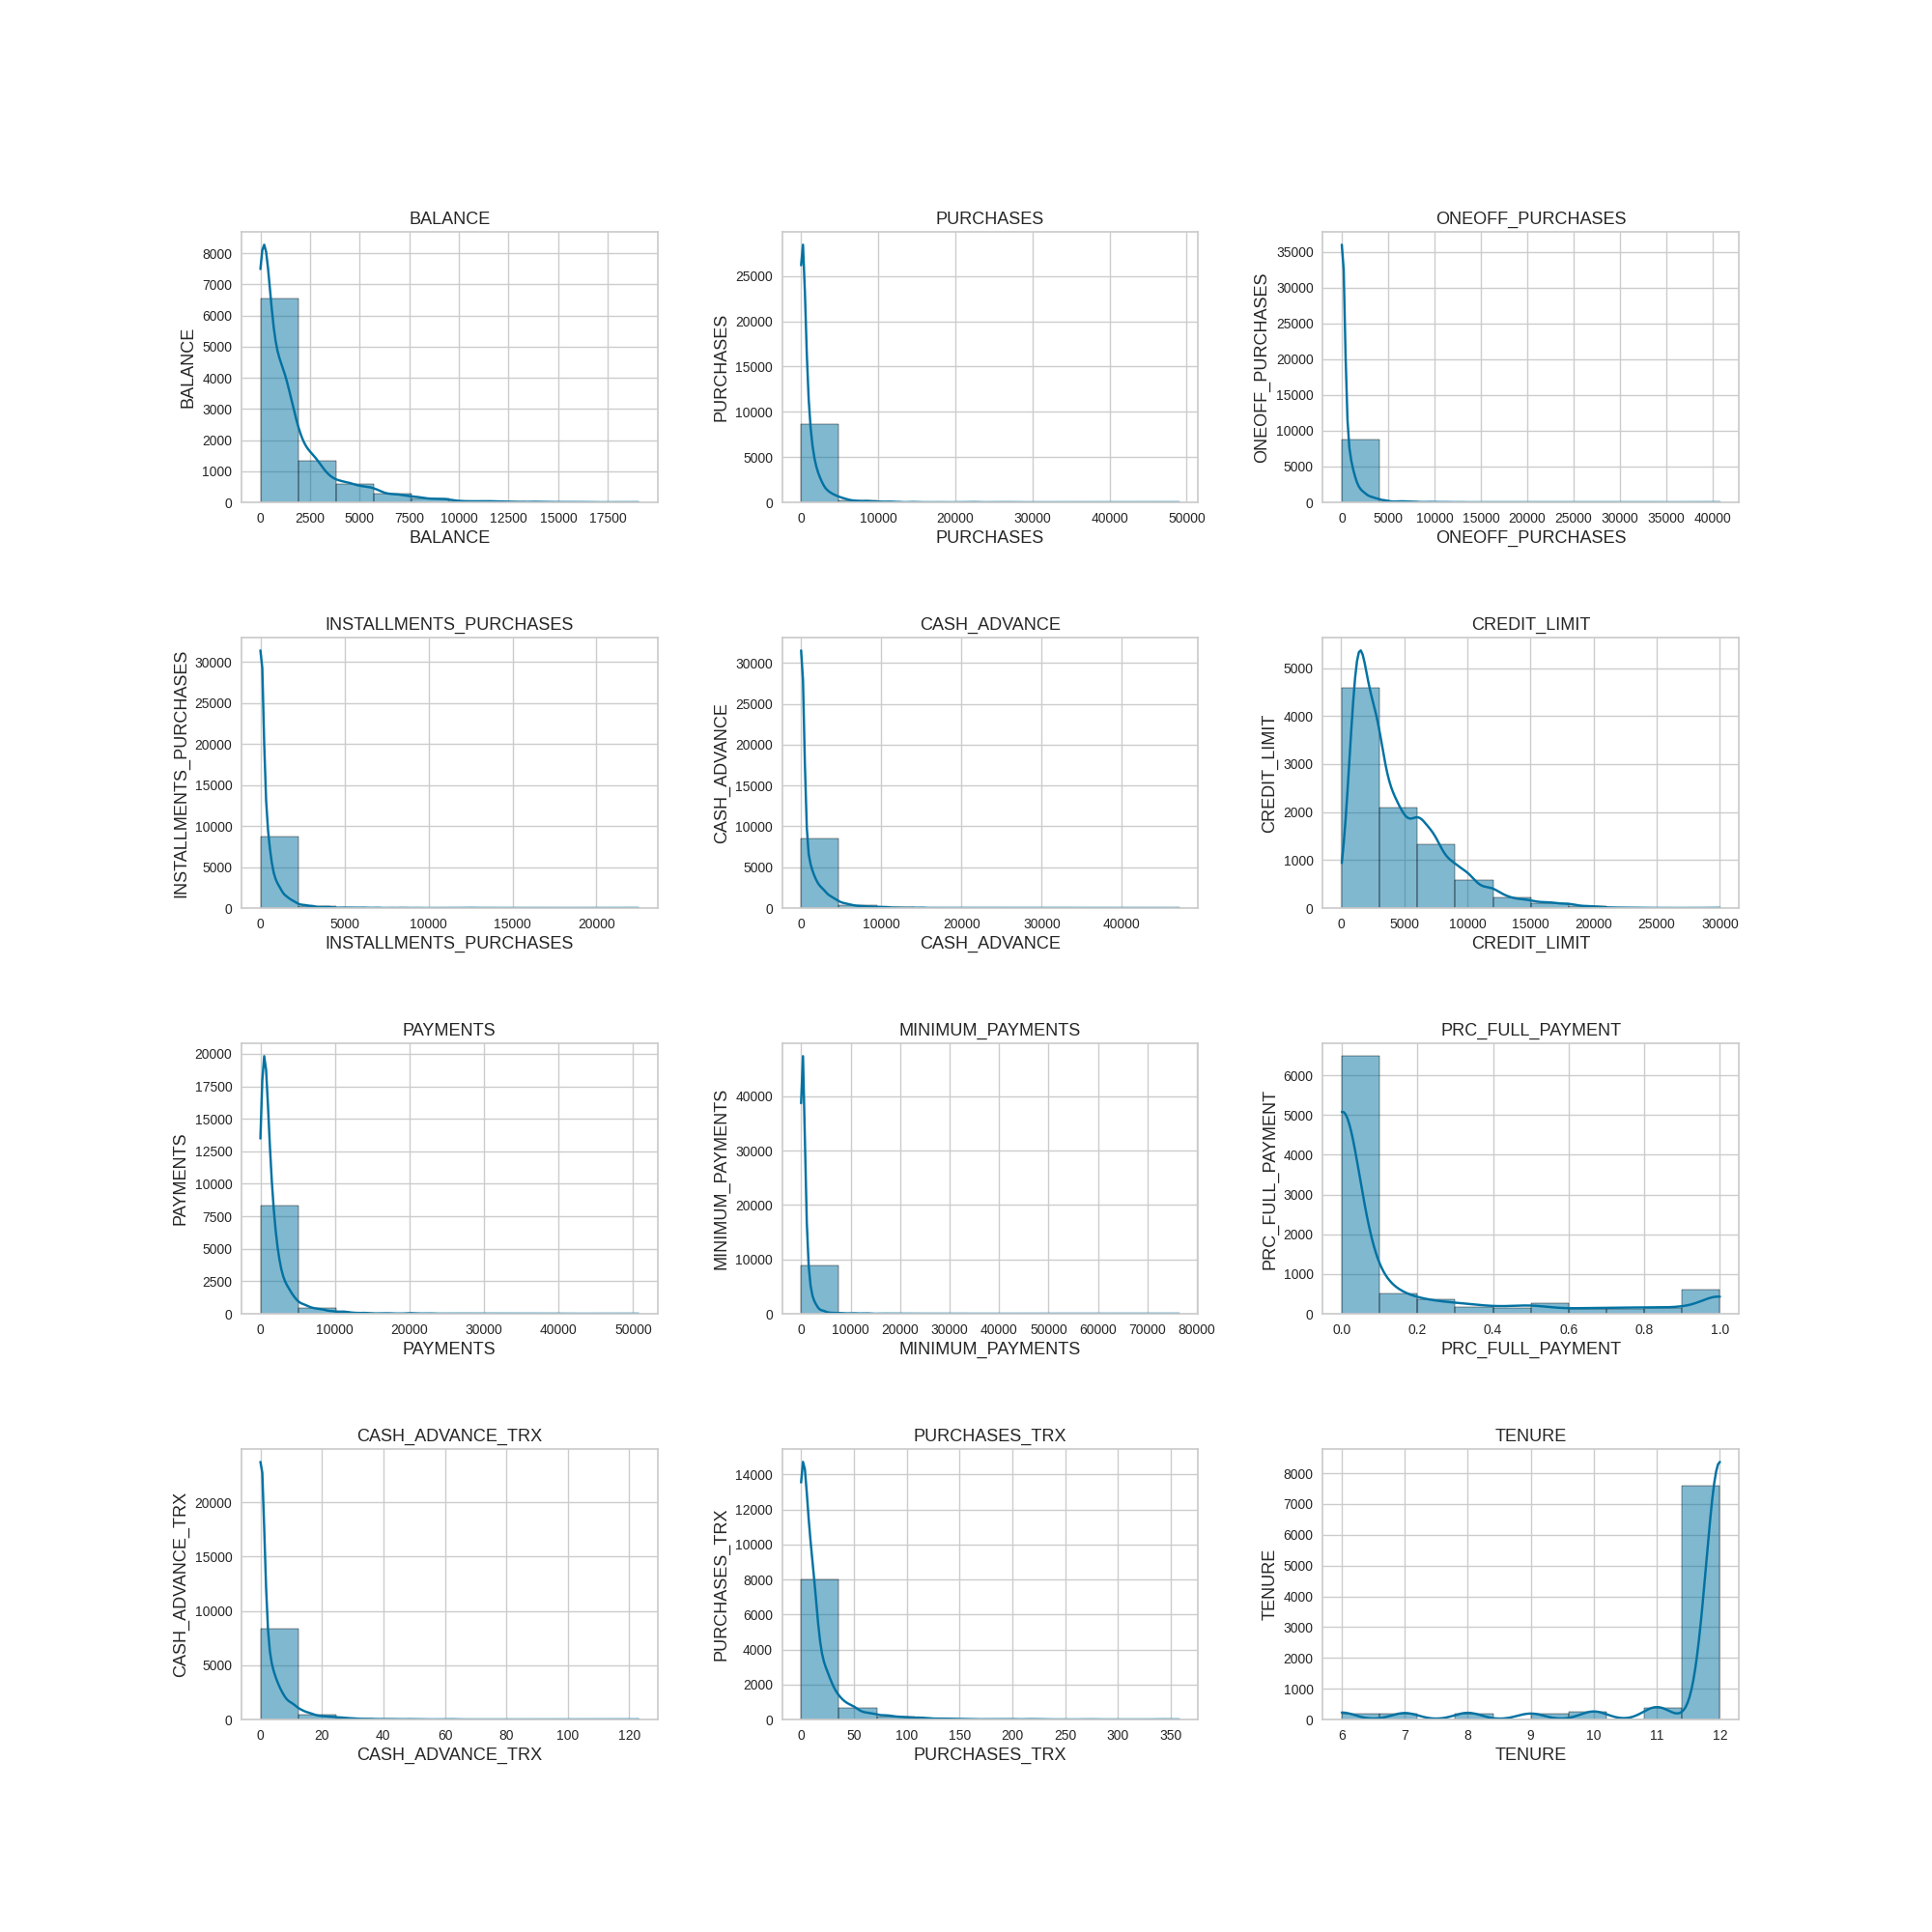 BALANCE
BALANCE
8000
7000
6000
5000
4000
3000
2000
1000
0
0 2500 5000 7500 10000 12500 15000 17500
BALANCE
PURCHASES
PURCHASES
25000
20000
15000
10000
5000
0
0 10000 20000 30000 40000 50000
PURCHASES
ONEOFF_PURCHASES
ONEOFF_PURCHASES
35000
30000
25000
20000
15000
10000
5000
0
0 5000 10000 15000 20000 25000 30000 35000 40000
ONEOFF_PURCHASES
INSTALLMENTS_PURCHASES
INSTALLMENTS_PURCHASES
30000
25000
20000
15000
10000
5000
0
0 5000 10000 15000 20000
INSTALLMENTS_PURCHASES
CASH_ADVANCE
CASH_ADVANCE
30000
25000
20000
15000
10000
5000
0
0 10000 20000 30000 40000
CASH_ADVANCE
CREDIT_LIMIT
CREDIT_LIMIT
5000
4000
3000
2000
1000
0
0 5000 10000 15000 20000 25000 30000
CREDIT_LIMIT
PAYMENTS
PAYMENTS
20000
17500
15000
12500
10000
7500
5000
2500
0
0 10000 20000 30000 40000 50000
PAYMENTS
MINIMUM_PAYMENTS
MINIMUM_PAYMENTS
40000
30000
20000
10000
0
0 10000 20000 30000 40000 50000 60000 70000 80000
MINIMUM_PAYMENTS
PRC_FULL_PAYMENT
PRC_FULL_PAYMENT
6000
5000
4000
3000
2000
1000
0
0.0 0.2 0.4 0.6 0.8 1.0
PRC_FULL_PAYMENT
CASH_ADVANCE_TRX
CASH_ADVANCE_TRX
20000
15000
10000
5000
0
0 20 40 60 80 100 120
CASH_ADVANCE_TRX
PURCHASES_TRX
PURCHASES_TRX
14000
12000
10000
8000
6000
4000
2000
0
0 50 100 150 200 250 300 350
PURCHASES_TRX
TENURE
TENURE
8000
7000
6000
5000
4000
3000
2000
1000
0
6 7 8 9 10 11 12
TENURE